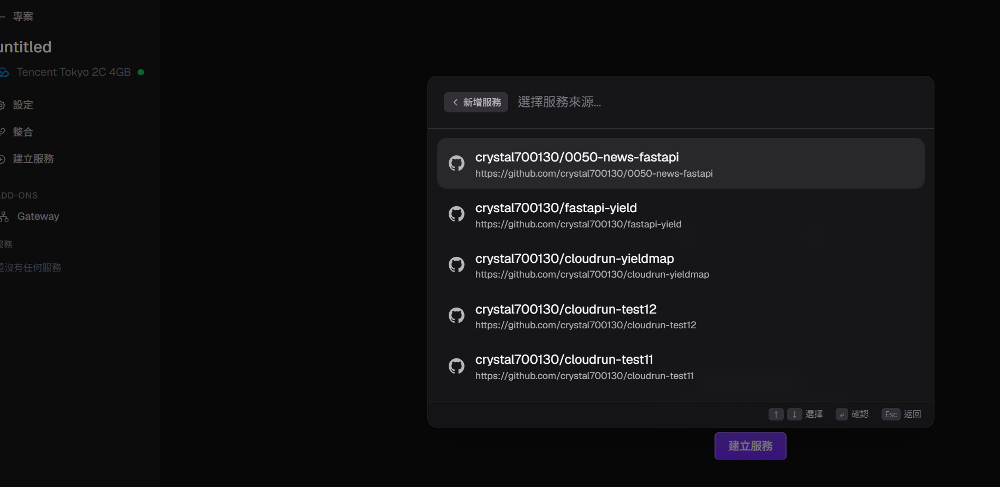 專案
untitled
Tencent Tokyo 2C 4GB
設定
整合
建立服務
DD-ONS
Gateway
服務
還沒有任何服務
新增服務 選擇服務來源...
crystal700130/0050-news-fastapi
https://github.com/crystal700130/0050-news-fastapi
crystal700130/fastapi-yield
https://github.com/crystal700130/fastapi-yield
crystal700130/cloudrun-yieldmap
https://github.com/crystal700130/cloudrun-yieldmap
crystal700130/cloudrun-test12
https://github.com/crystal700130/cloudrun-test12
crystal700130/cloudrun-test11
https://github.com/crystal700130/cloudrun-test11
↑ ↓ 選擇 ↵ 確認 Esc 返回
建立服務